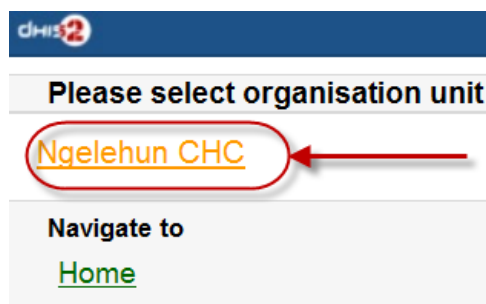 dHIS2
Please select organisation unit
Ngelehun CHC
Navigate to
Home